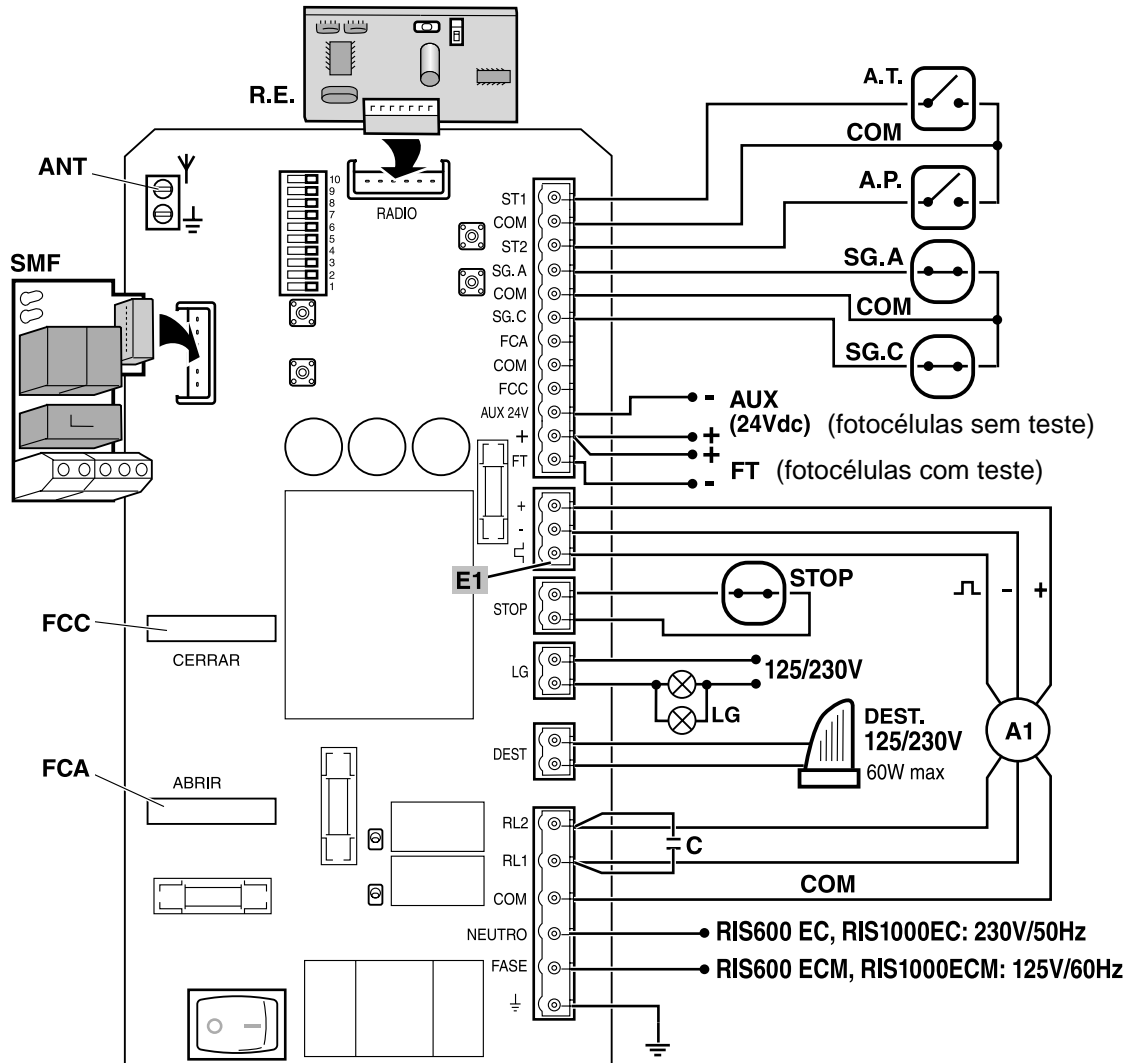 R.E.
ANT
SMF
RADIO
10
9
8
7
6
5
4
3
2
1
ST1
COM
ST2
SG.A
COM
SG.C
FCA
COM
FCC
AUX 24V
+
FT
A.T.
COM
A.P.
SG.A
COM
SG.C
- AUX
(24Vdc) (fotocélulas sem teste)
+
+
FT (fotocélulas com teste)
-
+
-
E1
STOP
STOP
- +
FCC
CERRAR
LG
125/230V
LG
DEST
DEST.
125/230V
60W max
A1
FCA
ABRIR
RL2
RL1
C
COM
COM
NEUTRO
RIS600 EC, RIS1000EC: 230V/50Hz
FASE
RIS600 ECM, RIS1000ECM: 125V/60Hz